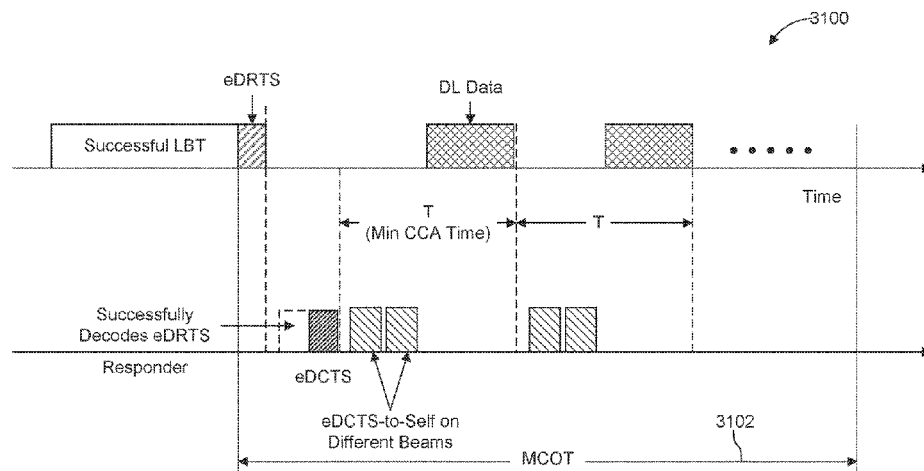 3100
eDRTS
DL Data
Successful LBT
Time
T
(Min CCA Time)
T
Successfully
Decodes eDRTS
Responder
eDCTS
eDCTS-to-Self on
Different Beams
3102
MCOT